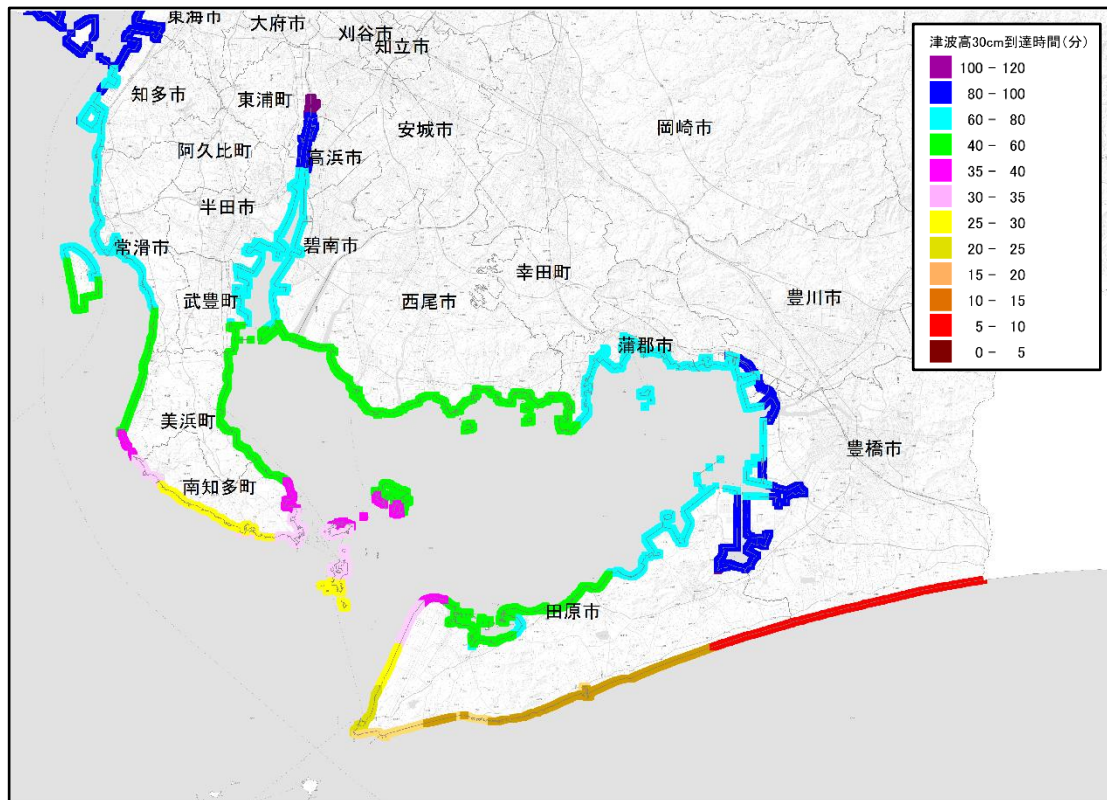 東海市
大府市
刈谷市
知立市
知多市
東浦町
安城市
岡崎市
阿久比町
高浜市
半田市
常滑市
碧南市
武豊町
西尾市
幸田町
豊川市
蒲郡市
美浜町
豊橋市
南知多町
田原市
津波高30cm到達時間(分)
100 - 120
80 - 100
60 - 80
40 - 60
35 - 40
30 - 35
25 - 30
20 - 25
15 - 20
10 - 15
5 - 10
0 - 5